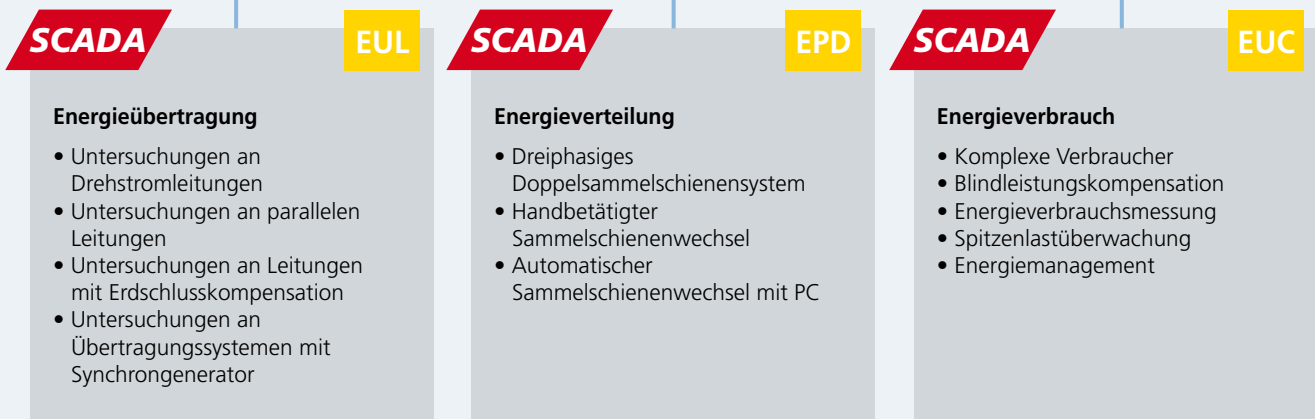 SCADA EUL
Energieübertragung
• Untersuchungen an
Drehstromleitungen
• Untersuchungen an parallelen
Leitungen
• Untersuchungen an Leitungen
mit Erdschlusskompensation
• Untersuchungen an
Übertragungssystemen mit
Synchrongenerator
SCADA EPD
Energieverteilung
• Dreiphasiges
Doppelsammelschienensystem
• Handbetätigter
Sammelschienenwechsel
• Automatischer
Sammelschienenwechsel mit PC
SCADA EUC
Energieverbrauch
• Komplexe Verbraucher
• Blindleistungskompensation
• Energieverbrauchsmessung
• Spitzenlastüberwachung
• Energiemanagement